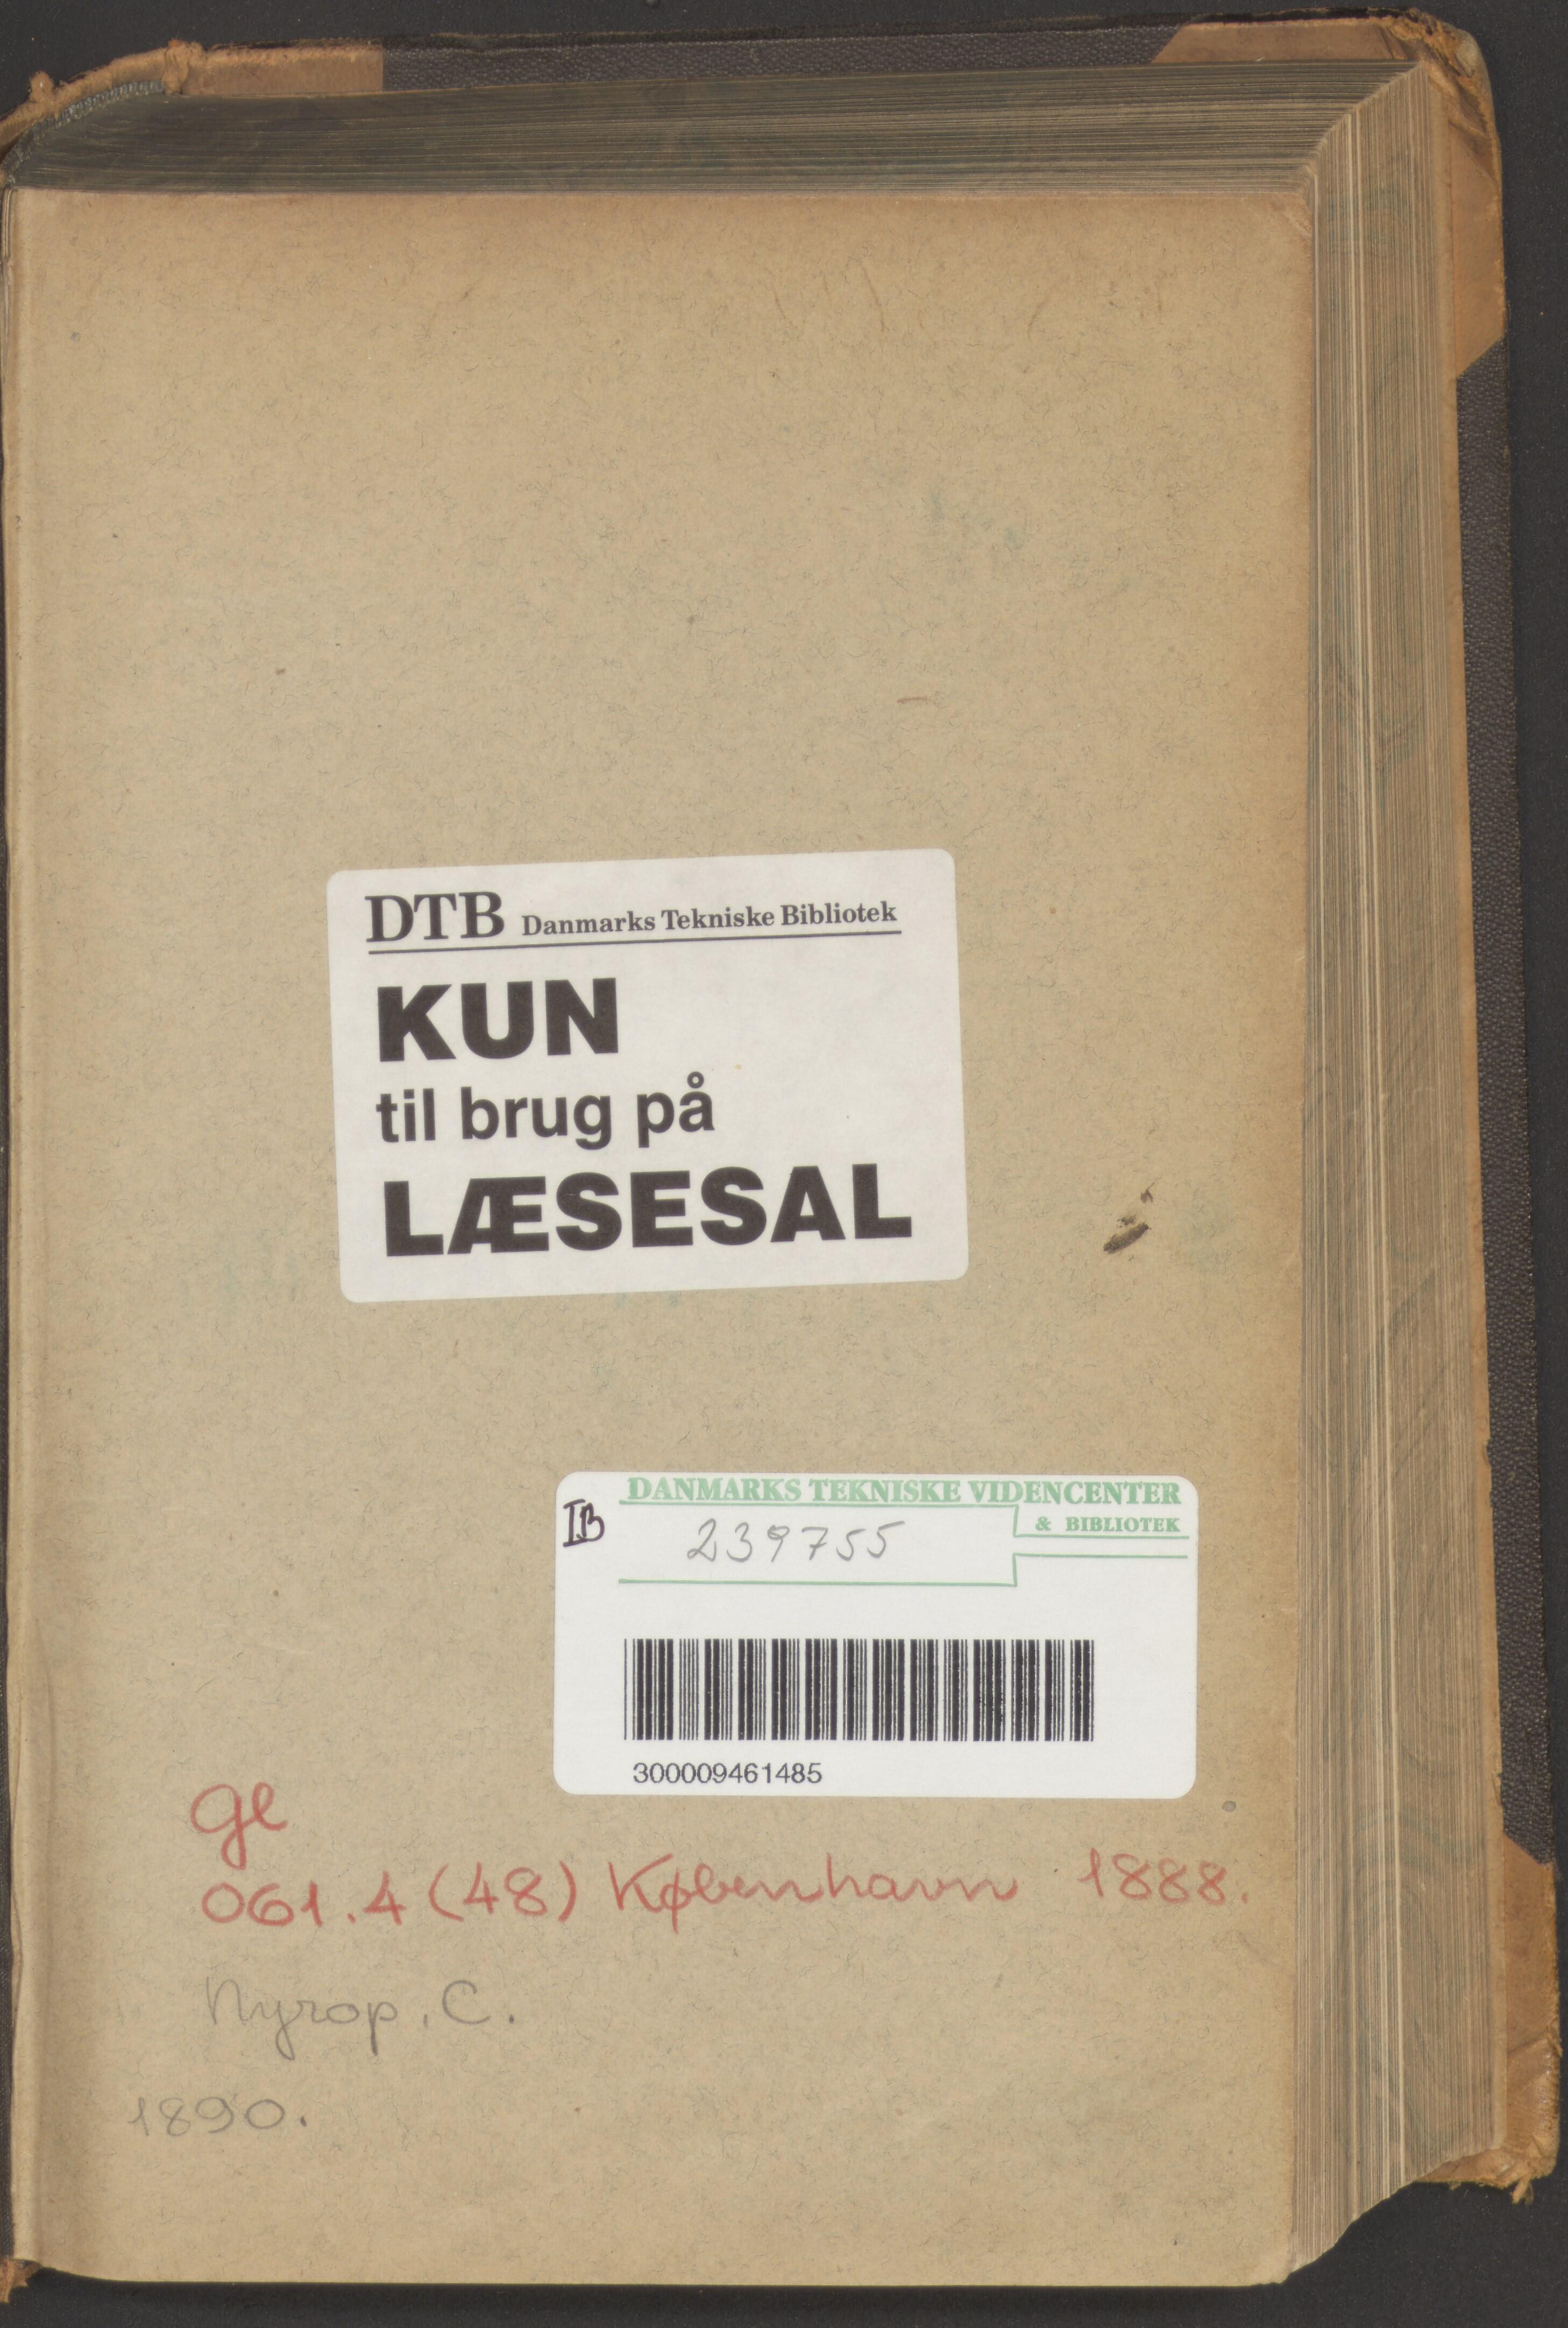 DTB Danmarks Tekniske Bibliotek
KUN
til brug på
LÆSESAL
DANMARKS TEKNISKE VIDENCENTER
& BIBLIOTEK
IB
239755
300009461485
gl
061.4 (48) København 1888.
Nyrop, C.
1890.